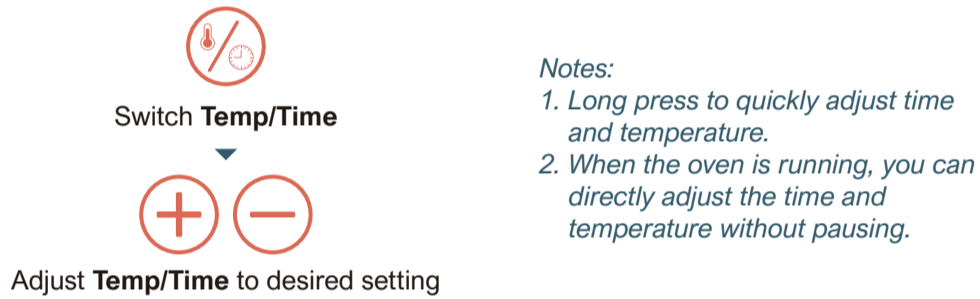 Switch Temp/Time
Adjust Temp/Time to desired setting
Notes:
1. Long press to quickly adjust time
and temperature.
2. When the oven is running, you can
directly adjust the time and
temperature without pausing.